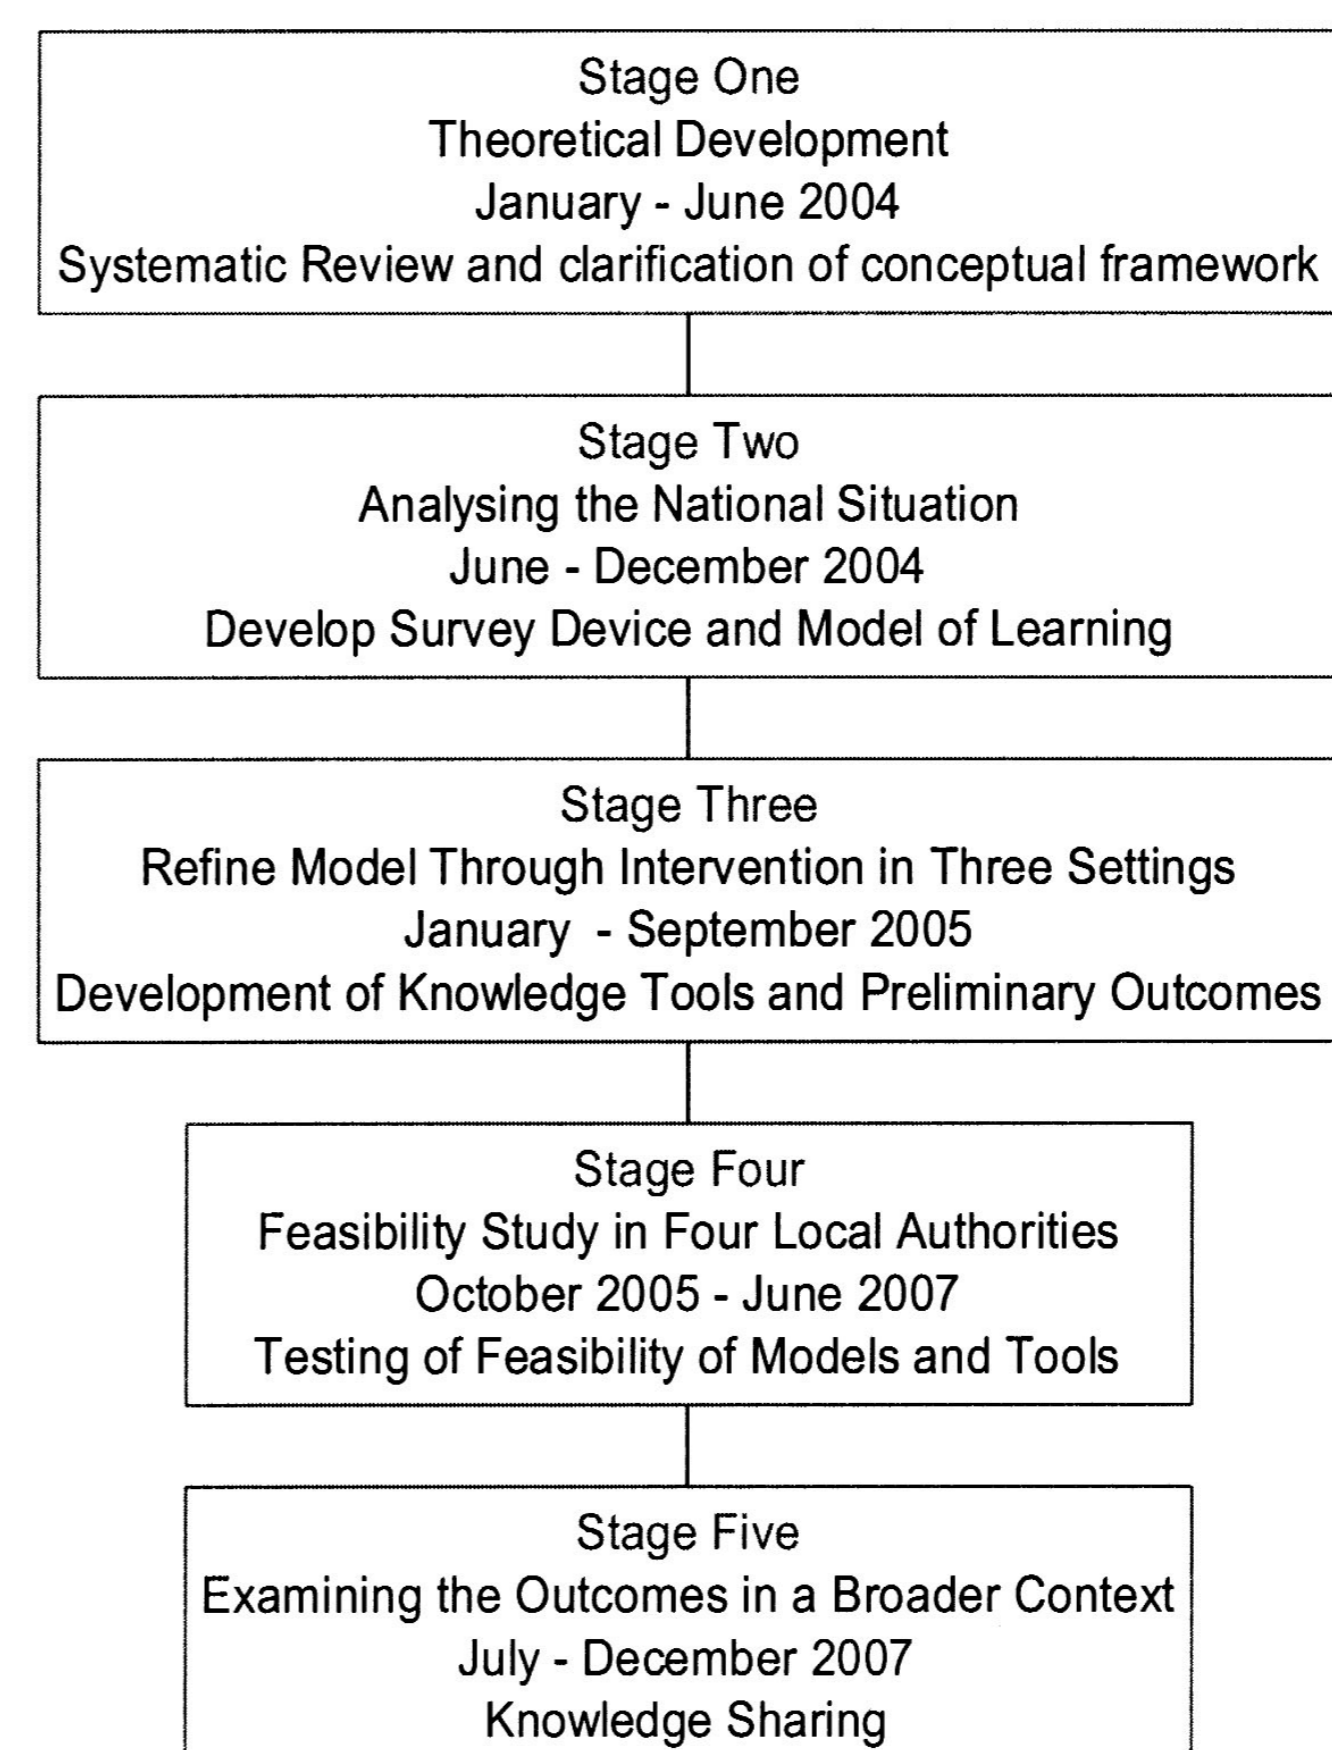 Stage One
Theoretical Development
January - June 2004
Systematic Review and clarification of conceptual framework
Stage Two
Analysing the National Situation
June - December 2004
Develop Survey Device and Model of Learning
Stage Three
Refine Model Through Intervention in Three Settings
January - September 2005
Development of Knowledge Tools and Preliminary Outcomes
Stage Four
Feasibility Study in Four Local Authorities
October 2005 - June 2007
Testing of Feasibility of Models and Tools
Stage Five
Examining the Outcomes in a Broader Context
July - December 2007
Knowledge Sharing